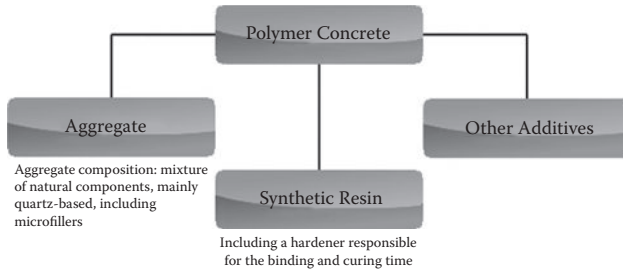 Polymer Concrete
Aggregate
Other Additives
Aggregate composition: mixture
of natural components, mainly
quartz-based, including
microfillers
Synthetic Resin
Including a hardener responsible
for the binding and curing time